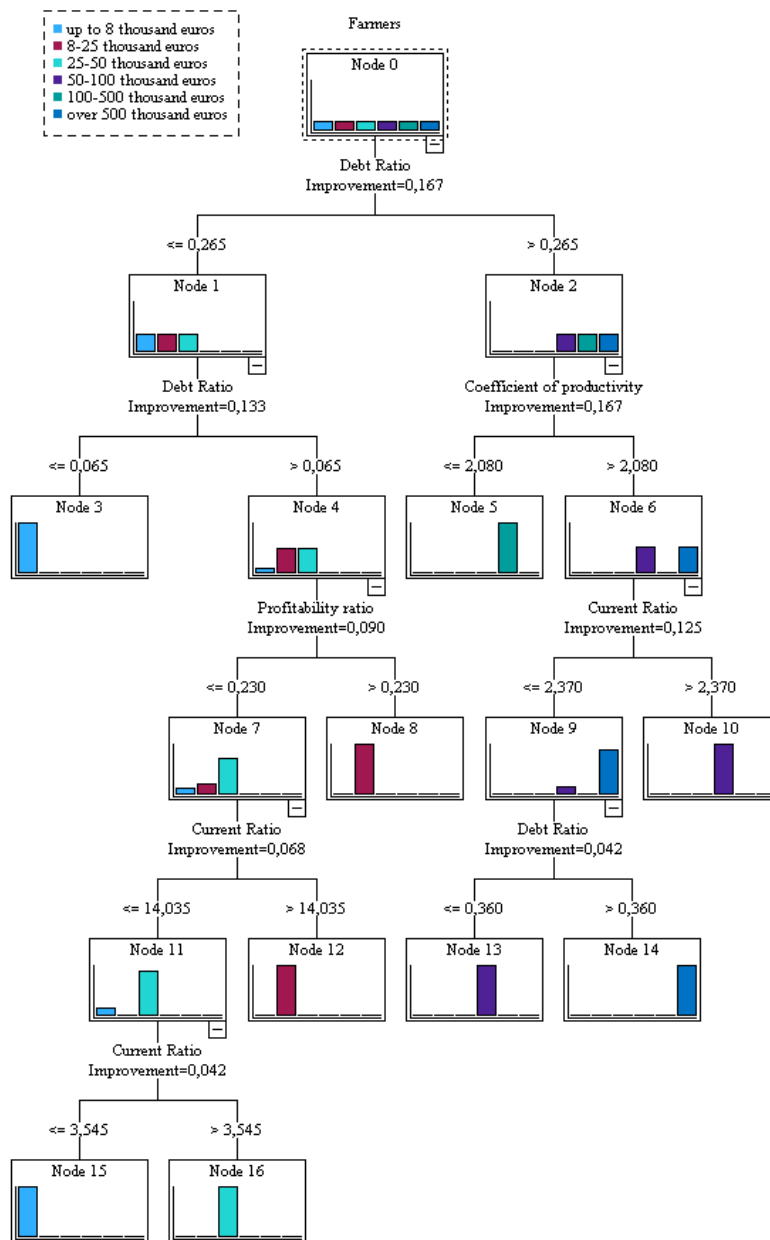 up to 8 thousand euros
8-25 thousand euros
25-50 thousand euros
50-100 thousand euros
100-500 thousand euros
over 500 thousand euros
Farmers
Node 0
Debt Ratio
Improvement=0,167
<= 0,265
> 0,265
Node 1
Node 2
Debt Ratio
Improvement=0,133
Coefficient of productivity
Improvement=0,167
<= 0,065
> 0,065
<= 2,080
> 2,080
Node 3
Node 4
Node 5
Node 6
Profitability ratio
Improvement=0,090
Current Ratio
Improvement=0,125
<= 0,230
> 0,230
<= 2,370
> 2,370
Node 7
Node 8
Node 9
Node 10
Current Ratio
Improvement=0,068
Debt Ratio
Improvement=0,042
<= 14,035
> 14,035
<= 0,360
> 0,360
Node 11
Node 12
Node 13
Node 14
Current Ratio
Improvement=0,042
<= 3,545
> 3,545
Node 15
Node 16